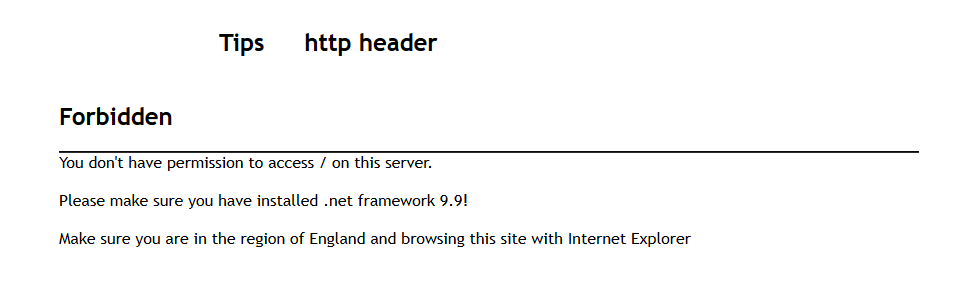 Tips http header
Forbidden
You don't have permission to access / on this server.
Please make sure you have installed .net framework 9.9!
Make sure you are in the region of England and browsing this site with Internet Explorer